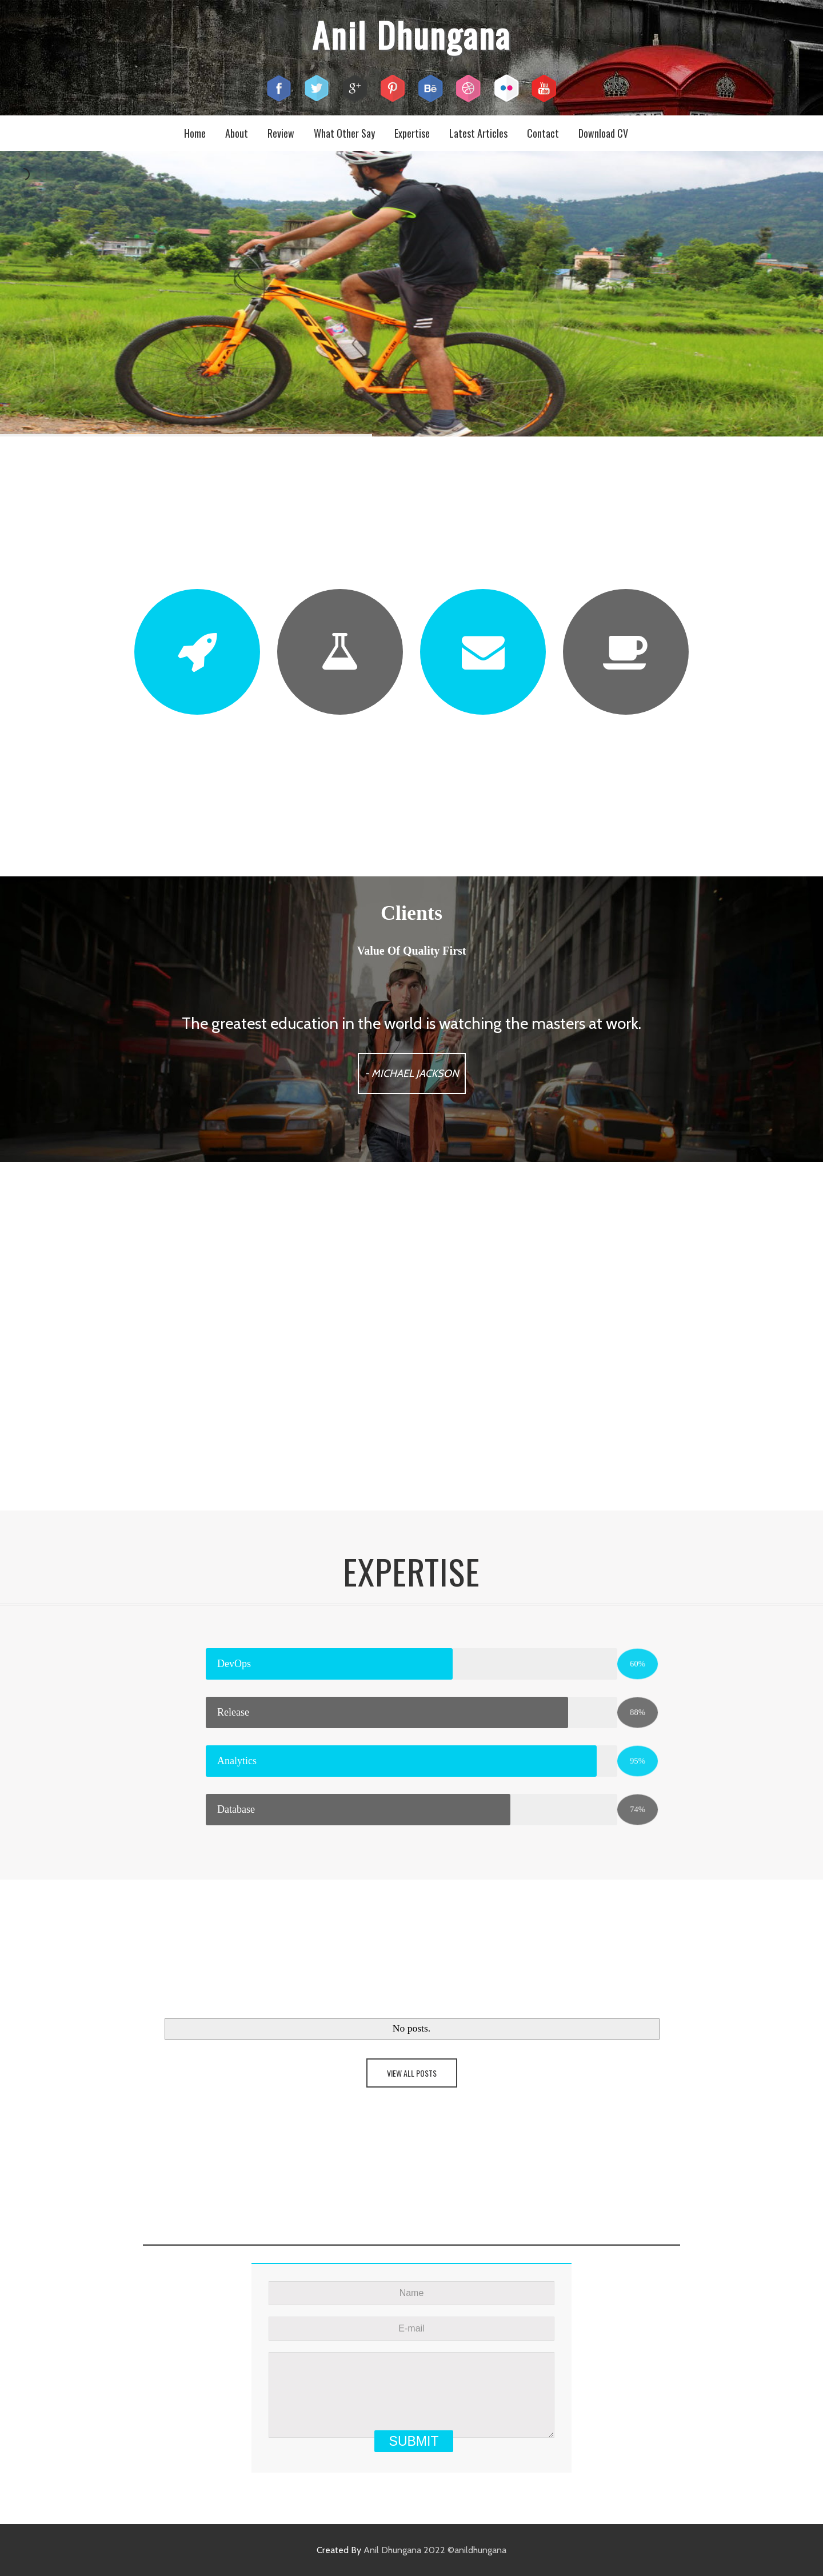 Anil Dhungana
Home About Review What Other Say Expertise Latest Articles Contact Download CV
Clients
Value Of Quality First
The greatest education in the world is watching the masters at work.
- MICHAEL JACKSON
EXPERTISE
DevOps 60%
Release 88%
Analytics 95%
Database 74%
No posts.
VIEW ALL POSTS
Name
E-mail
SUBMIT
Created By Anil Dhungana 2022 ©anildhungana